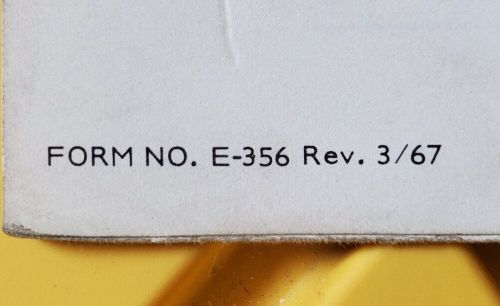 FORM NO. E-356 Rev. 3/67